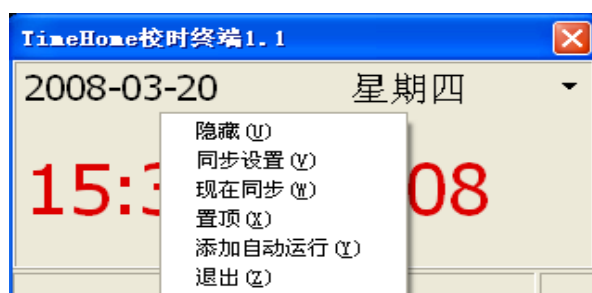 TimeHome校时终端1.1
2008-03-20 星期四
隐藏(U)
同步设置(V)
现在同步(W)
置顶(X)
添加自动运行(Y)
退出(Z)
15:3 08